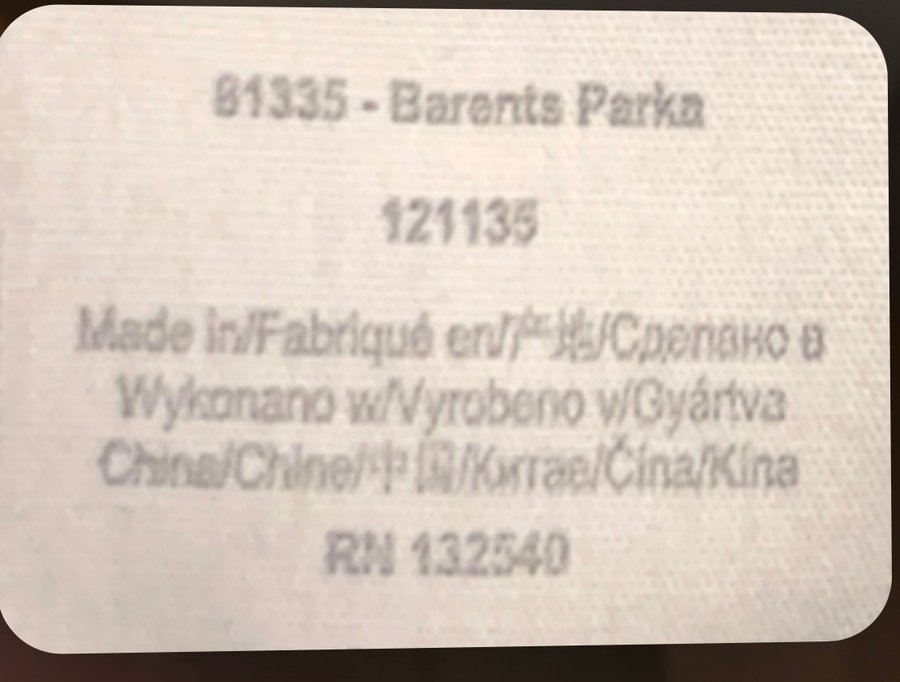 81335 - Barents Parka
121135
Made in/Fabriqué en/产地/Сделано в
Wykonano w/Vyrobeno v/Gyártva
China/Chine/中国/Китае/Čína/Kína
RN 132540